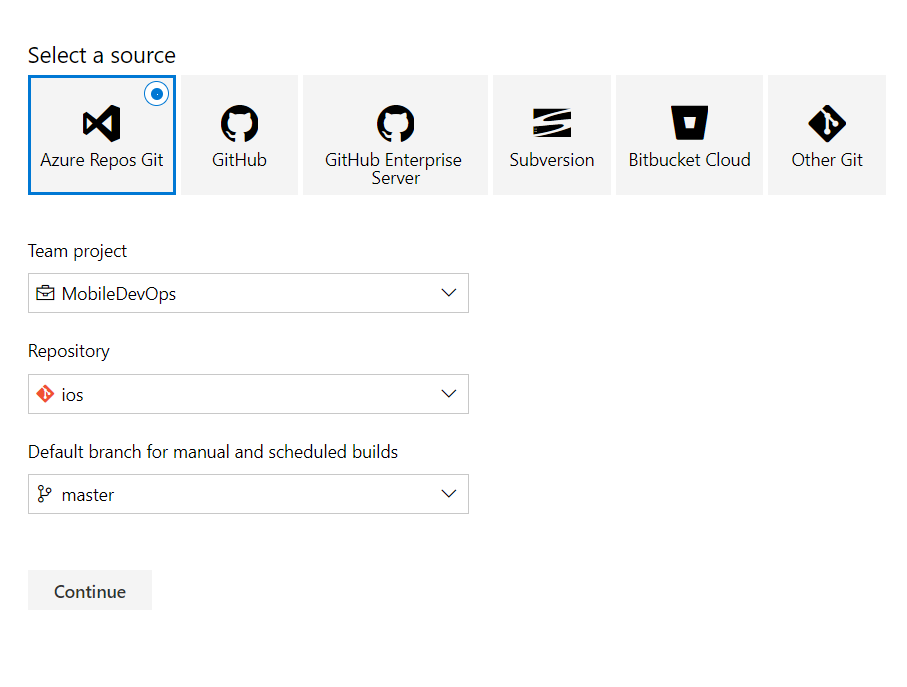 Select a source
Azure Repos Git
GitHub
GitHub Enterprise
Server
Subversion
Bitbucket Cloud
Other Git
Team project
MobileDevOps
Repository
ios
Default branch for manual and scheduled builds
master
Continue